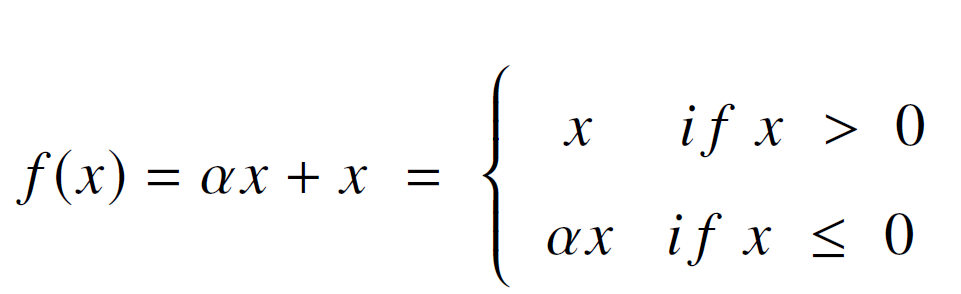 x if x > 0
f(x) = αx + x =
αx if x ≤ 0